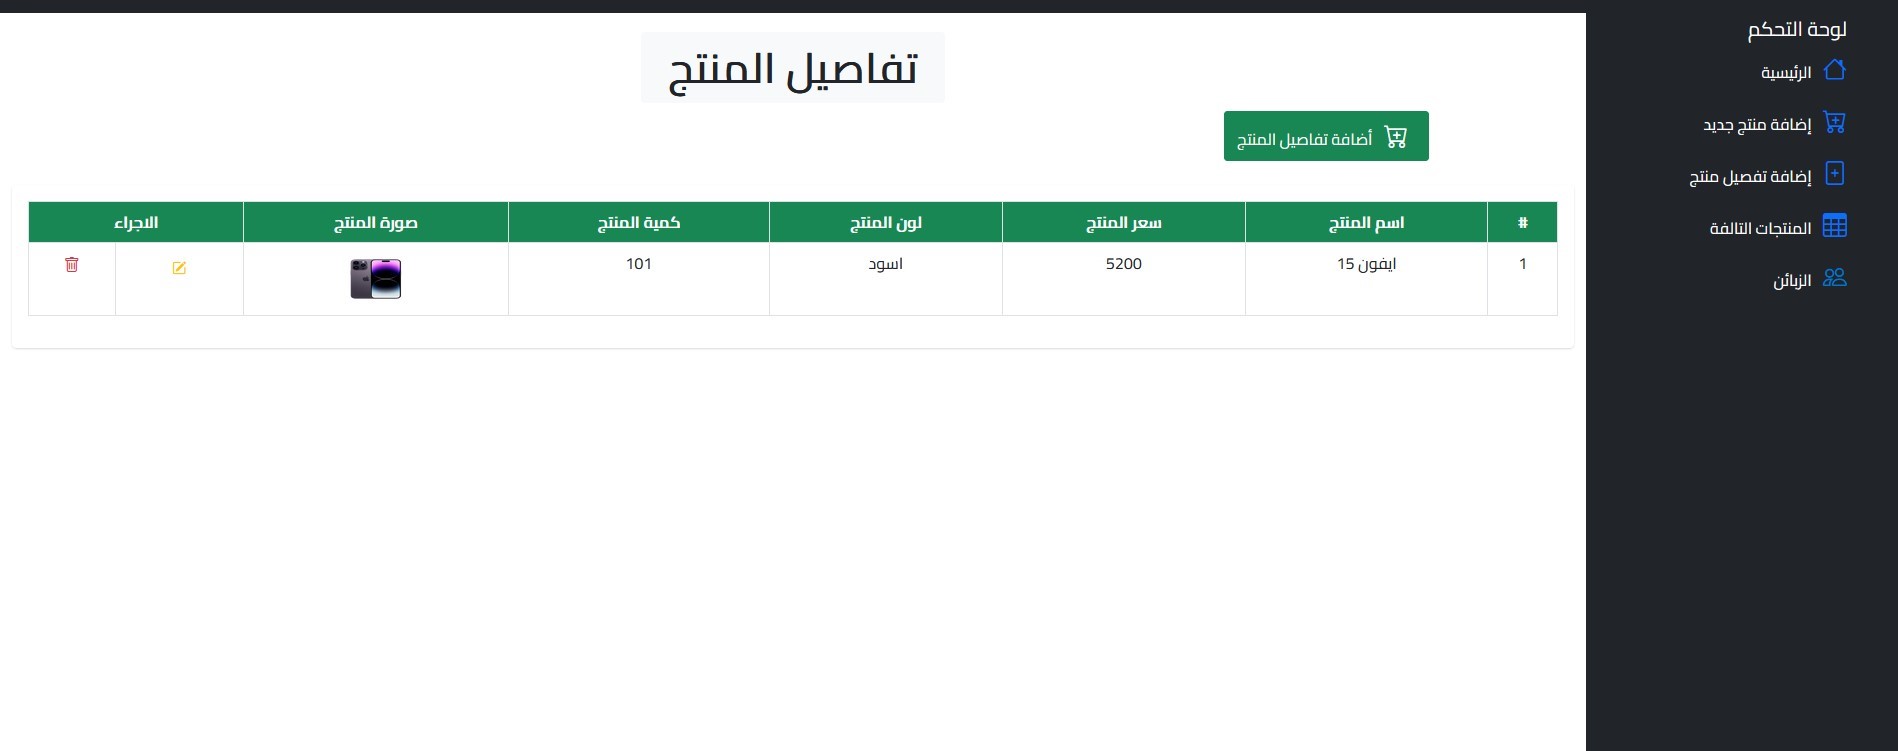 لوحة التحكم
الرئيسية
إضافة منتج جديد
إضافة تفصيل منتج
المنتجات التالفة
الزبائن
تفاصيل المنتج
أضافة تفاصيل المنتج
# اسم المنتج سعر المنتج لون المنتج كمية المنتج صورة المنتج الاجراء
1 ايفون 15 5200 اسود 101